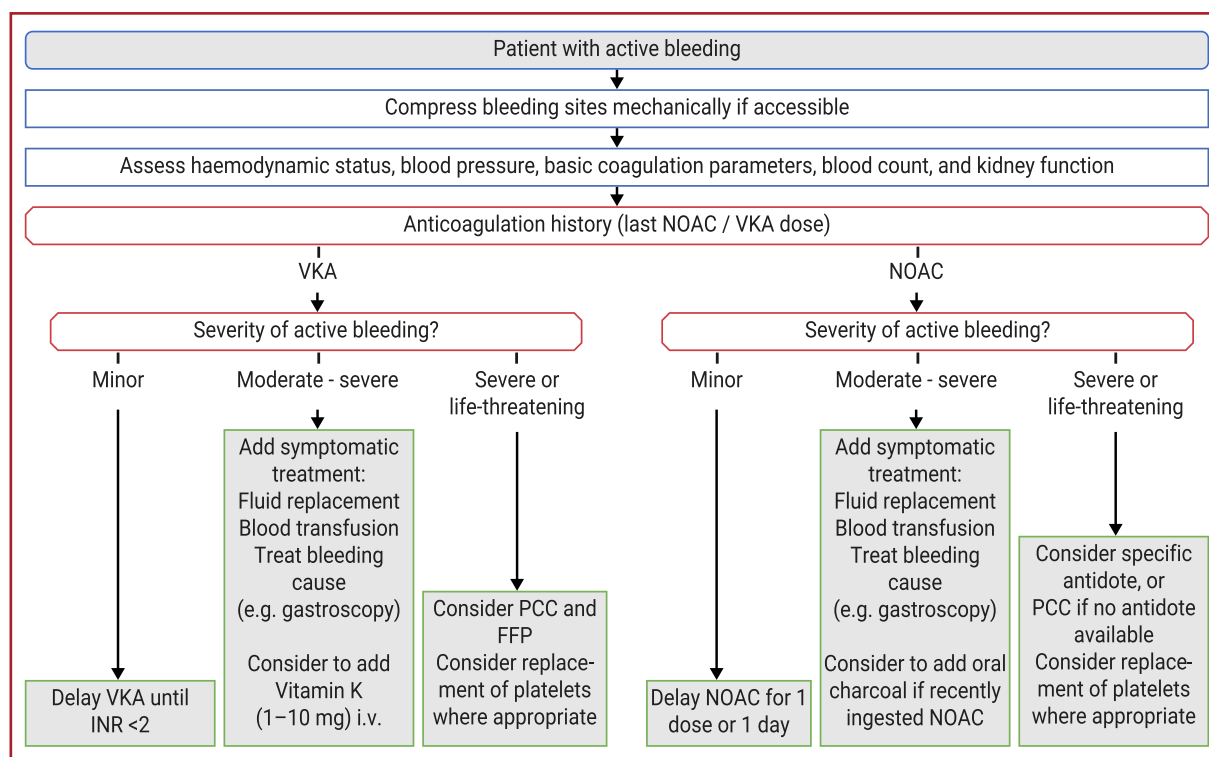 Patient with active bleeding
Compress bleeding sites mechanically if accessible
Assess haemodynamic status, blood pressure, basic coagulation parameters, blood count, and kidney function
Anticoagulation history (last NOAC / VKA dose)
VKA
Severity of active bleeding?
Minor
Delay VKA until
INR <2
Moderate - severe
Add symptomatic
treatment:
Fluid replacement
Blood transfusion
Treat bleeding
cause
(e.g. gastroscopy)
Consider to add
Vitamin K
(1–10 mg) i.v.
Severe or
life-threatening
Consider PCC and
FFP
Consider replace-
ment of platelets
where appropriate
NOAC
Severity of active bleeding?
Minor
Delay NOAC for 1
dose or 1 day
Moderate - severe
Add symptomatic
treatment:
Fluid replacement
Blood transfusion
Treat bleeding
cause
(e.g. gastroscopy)
Consider to add oral
charcoal if recently
ingested NOAC
Severe or
life-threatening
Consider specific
antidote, or
PCC if no antidote
available
Consider replace-
ment of platelets
where appropriate